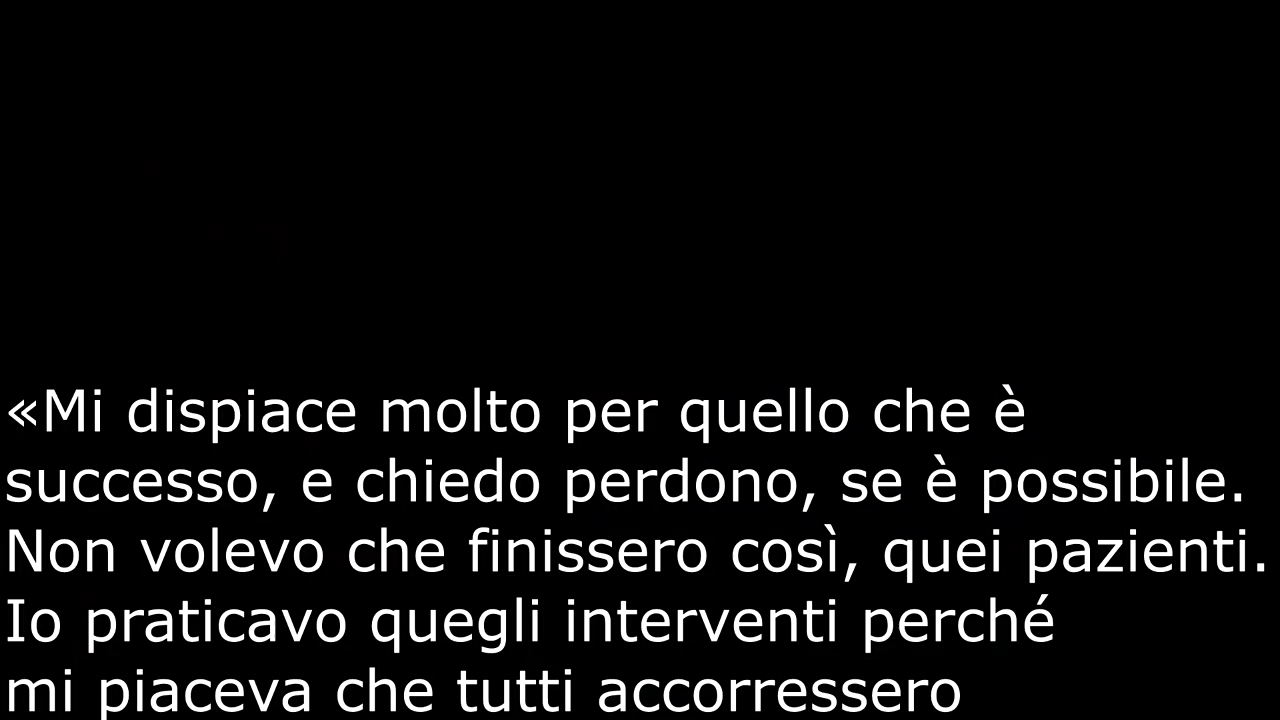 «Mi dispiace molto per quello che è
successo, e chiedo perdono, se è possibile.
Non volevo che finissero così, quei pazienti.
Io praticavo quegli interventi perché
mi piaceva che tutti accorressero